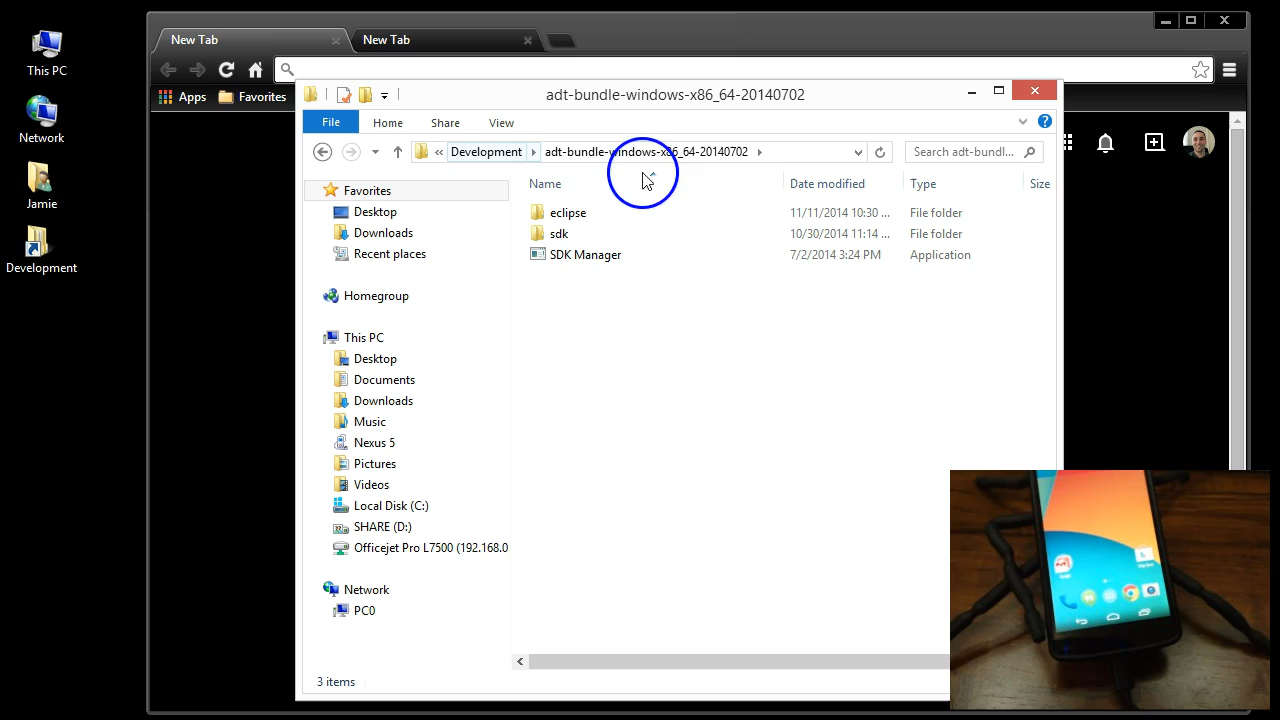 This PC
Network
Jamie
Development
New Tab
New Tab
Apps
Favorites
adt-bundle-windows-x86_64-20140702
File
Home
Share
View
Development
adt-bundle-windows-x86_64-20140702
Search adt-bundl...
Name
Date modified
Type
Size
eclipse
11/11/2014 10:30 ...
File folder
sdk
10/30/2014 11:14 ...
File folder
SDK Manager
7/2/2014 3:24 PM
Application
Favorites
Desktop
Downloads
Recent places
Homegroup
This PC
Desktop
Documents
Downloads
Music
Nexus 5
Pictures
Videos
Local Disk (C:)
SHARE (D:)
Officejet Pro L7500 (192.168.0
Network
PC0
3 items